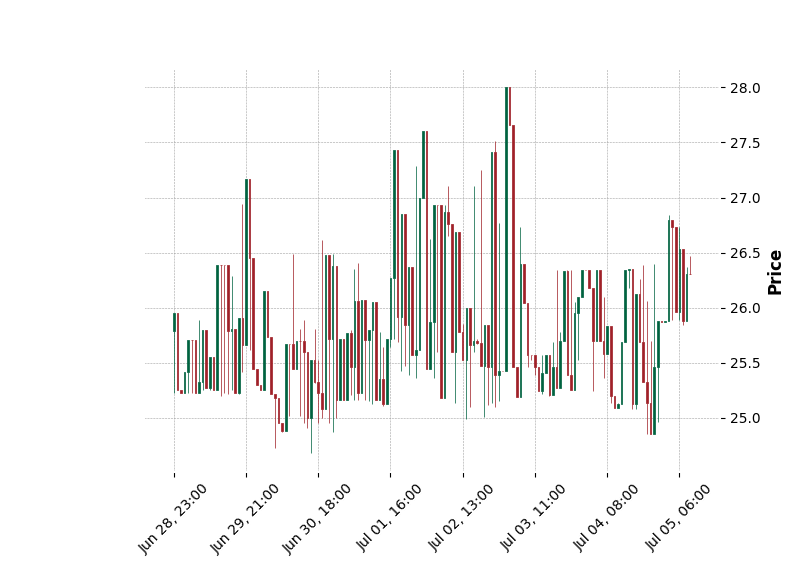 28.0
27.5
27.0
26.5
26.0
25.5
25.0
Price
Jun 28, 23:00
Jun 29, 21:00
Jun 30, 18:00
Jul 01, 16:00
Jul 02, 13:00
Jul 03, 11:00
Jul 04, 08:00
Jul 05, 06:00